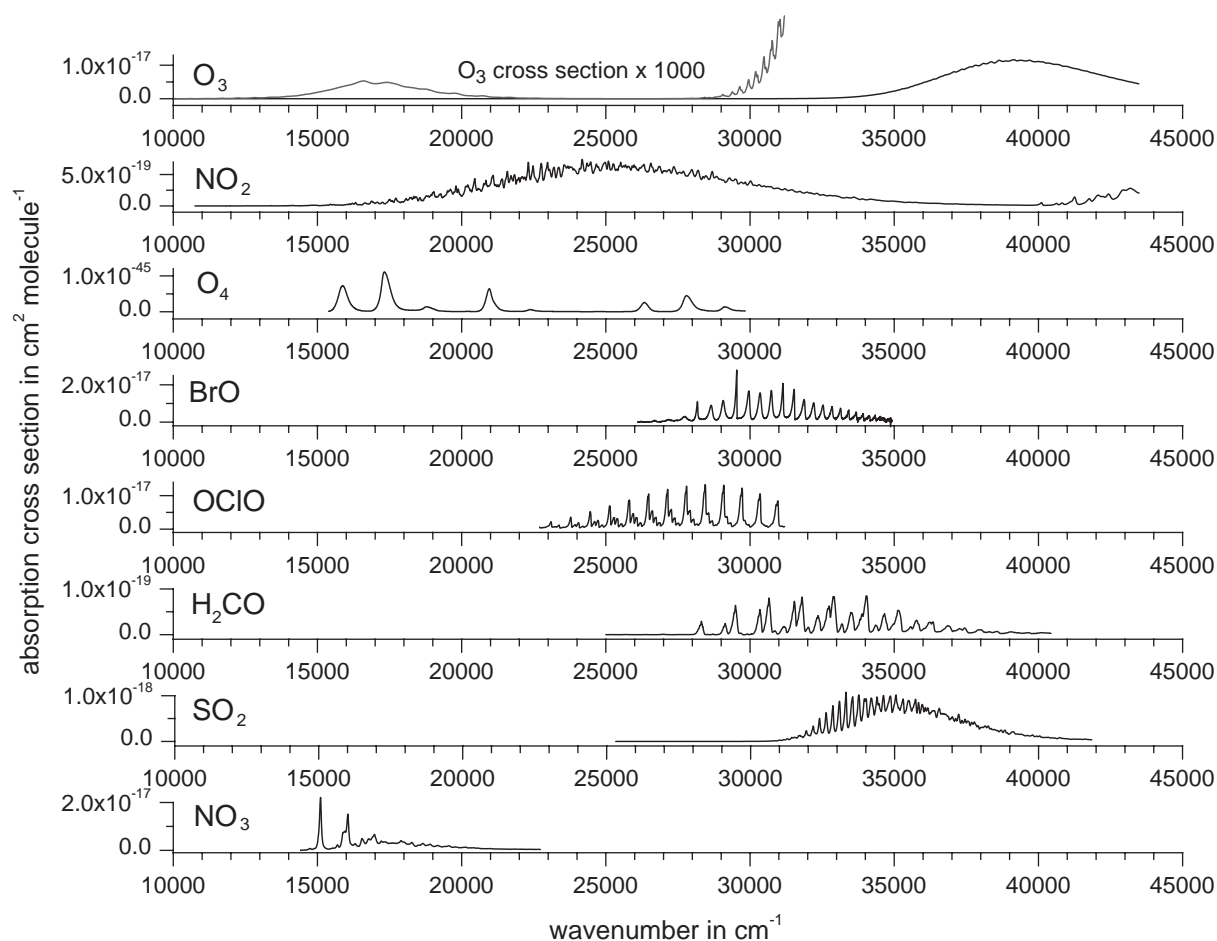 absorption cross section in cm² molecule⁻¹
O₃
O₃ cross section x 1000
1.0x10⁻¹⁷
0.0
10000 15000 20000 25000 30000 35000 40000 45000
NO₂
5.0x10⁻¹⁹
0.0
10000 15000 20000 25000 30000 35000 40000 45000
O₄
1.0x10⁻⁴⁵
0.0
10000 15000 20000 25000 30000 35000 40000 45000
BrO
2.0x10⁻¹⁷
0.0
10000 15000 20000 25000 30000 35000 40000 45000
OClO
1.0x10⁻¹⁷
0.0
10000 15000 20000 25000 30000 35000 40000 45000
H₂CO
1.0x10⁻¹⁹
0.0
10000 15000 20000 25000 30000 35000 40000 45000
SO₂
1.0x10⁻¹⁸
0.0
10000 15000 20000 25000 30000 35000 40000 45000
NO₃
2.0x10⁻¹⁷
0.0
10000 15000 20000 25000 30000 35000 40000 45000
wavenumber in cm⁻¹